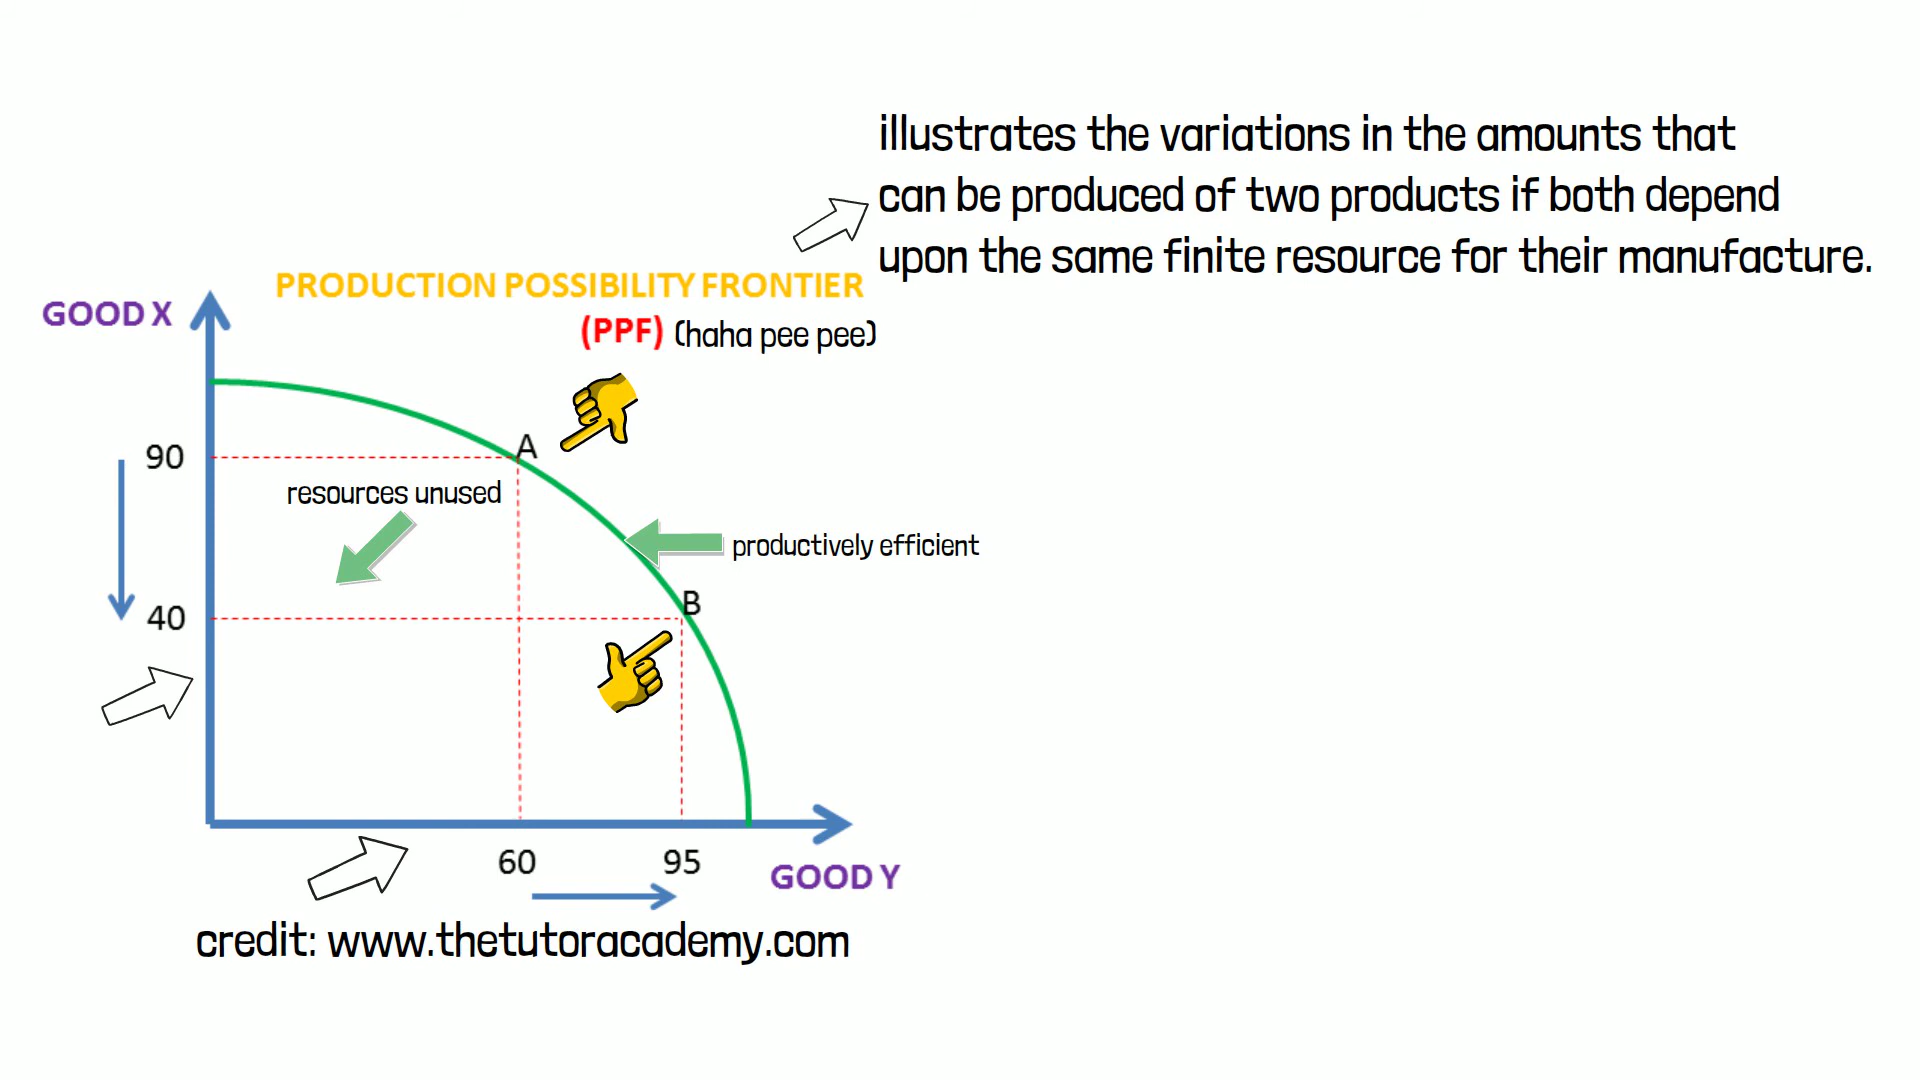 illustrates the variations in the amounts that
can be produced of two products if both depend
upon the same finite resource for their manufacture.
PRODUCTION POSSIBILITY FRONTIER
(PPF) (haha pee pee)
GOOD X
A
90
resources unused
productively efficient
B
40
60
95
GOOD Y
credit: www.thetutoracademy.com